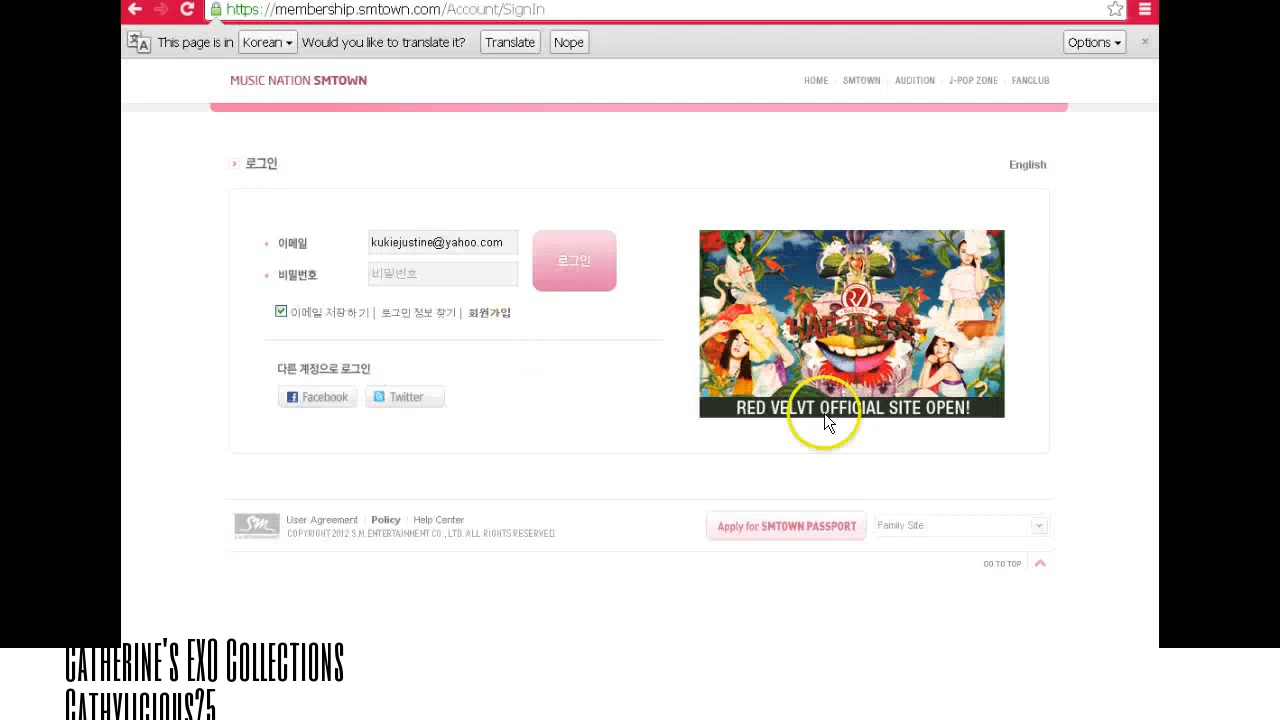 https://membership.smtown.com/Account/SignIn
This page is in Korean Would you like to translate it? Translate Nope Options
MUSIC NATION SMTOWN
HOME SMTOWN AUDITION J-POP ZONE FANCLUB
로그인
English
이메일 kukiejustine@yahoo.com
로그인
비밀번호 비밀번호
이메일 저장하기 | 로그인 정보 찾기 | 회원가입
다른 계정으로 로그인
Facebook Twitter
Red Velvet
HAPPINESS
RED VELVT OFFICIAL SITE OPEN!
SM User Agreement Policy Help Center
COPYRIGHT 2012 S.M.ENTERTAINMENT CO., LTD. ALL RIGHTS RESERVED.
Apply for SMTOWN PASSPORT Family Site
GO TO TOP
CATHERINE'S EXO COLLECTIONS
CATHYLICIOUS25